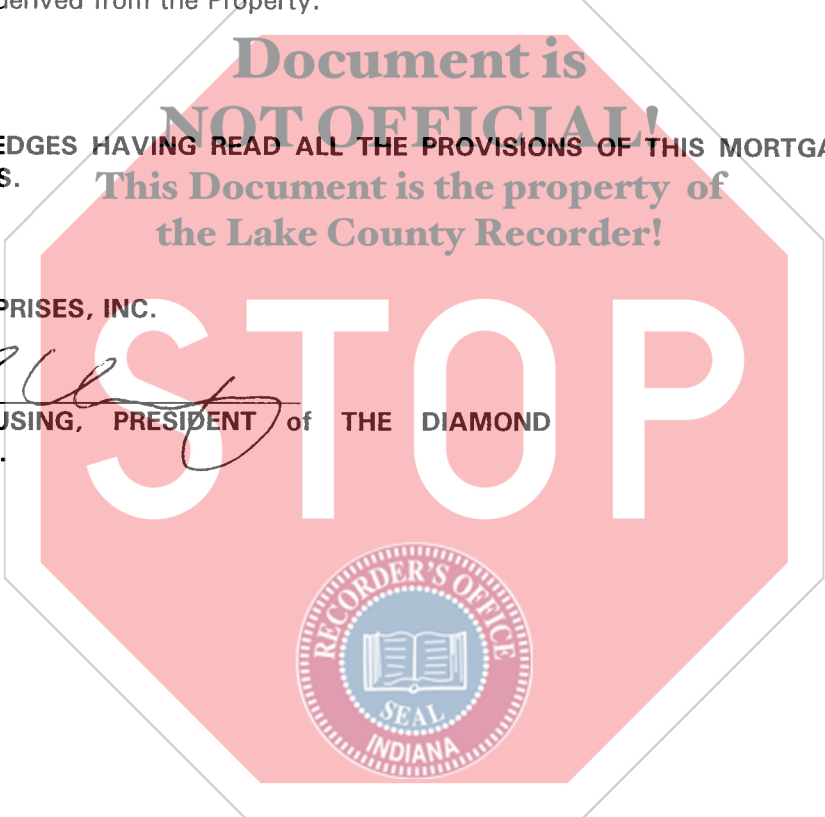 derived from the Property.
Document is
NOT OFFICIAL!
EDGES HAVING READ ALL THE PROVISIONS OF THIS MORTGA
S.
This Document is the property of
the Lake County Recorder!
PRISES, INC.
STOP
USING, PRESIDENT of THE DIAMOND
.
RECORDER'S OFFICE
SEAL
INDIANA